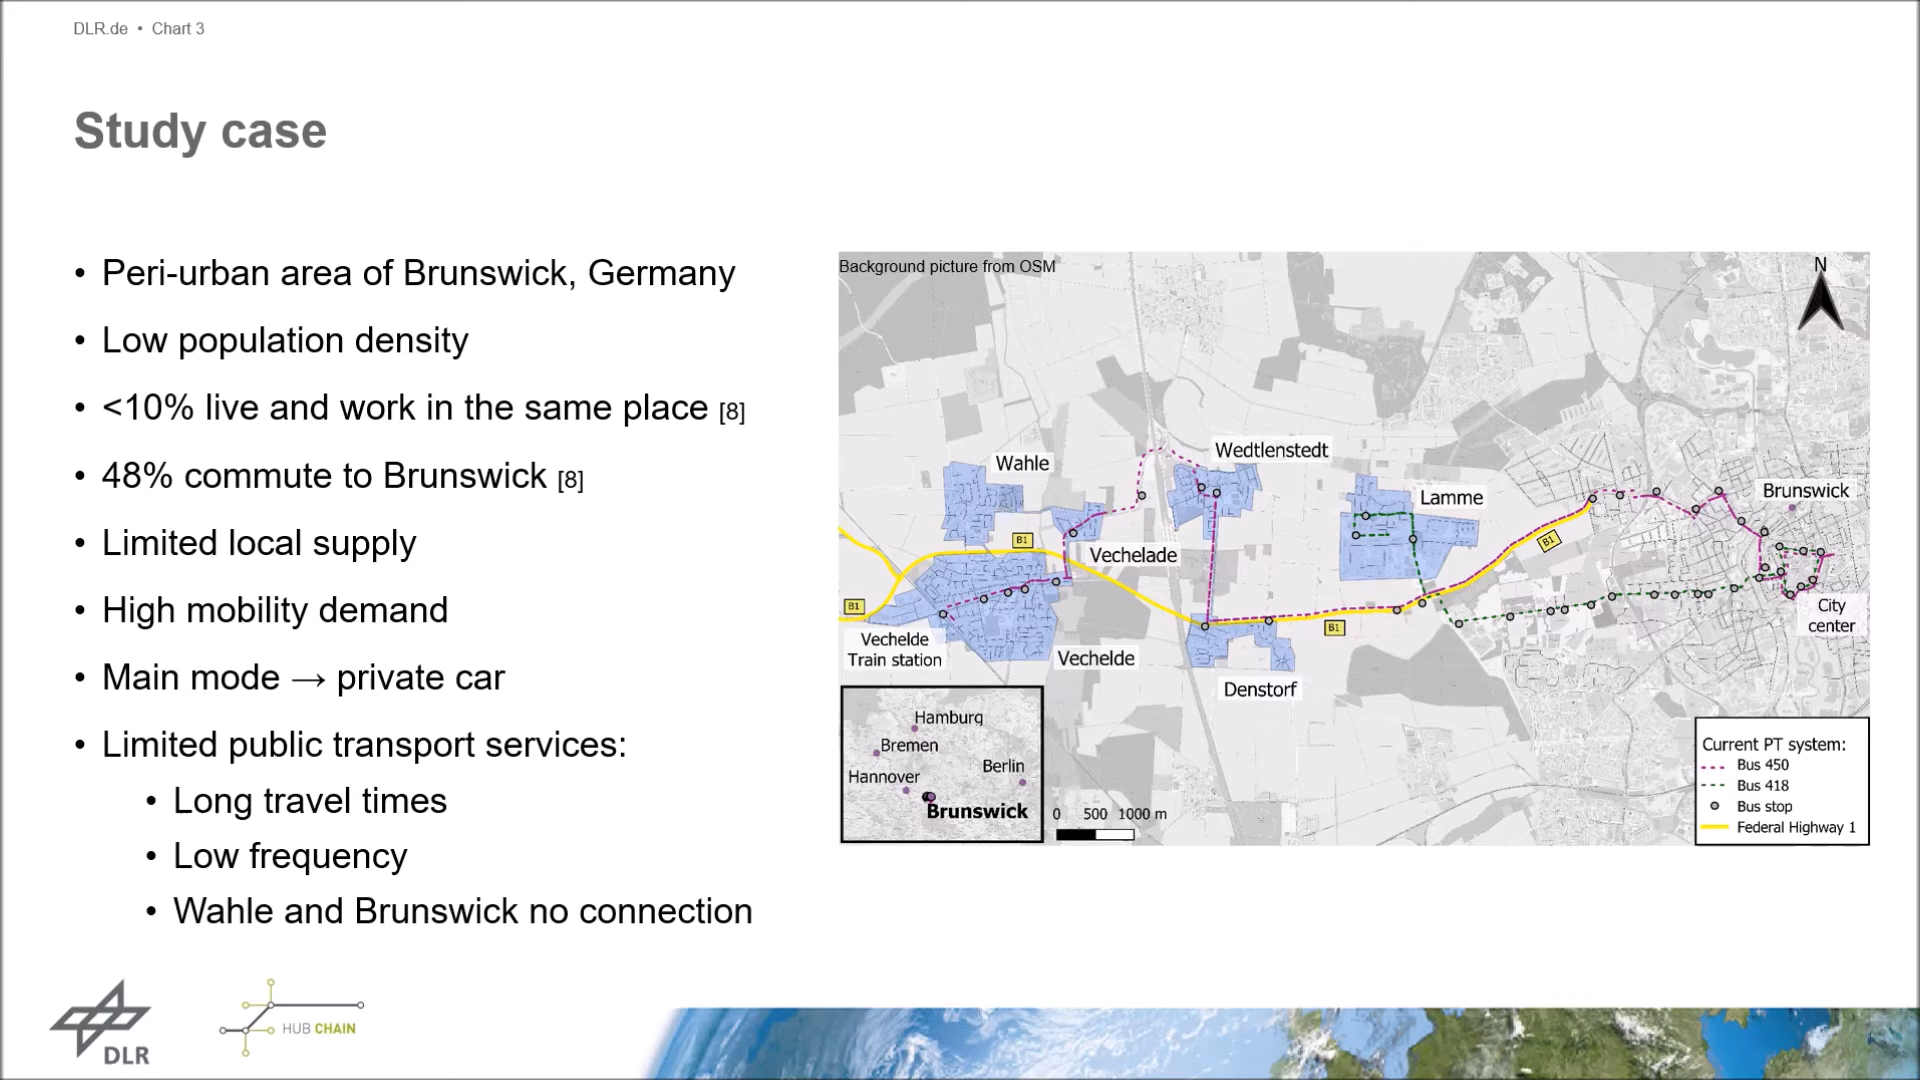 DLR.de • Chart 3
Study case
• Peri-urban area of Brunswick, Germany
• Low population density
• <10% live and work in the same place [8]
• 48% commute to Brunswick [8]
• Limited local supply
• High mobility demand
• Main mode → private car
• Limited public transport services:
• Long travel times
• Low frequency
• Wahle and Brunswick no connection
Background picture from OSM
N
Wahle
Wedtlenstedt
Lamme
Brunswick
B1
Vechelade
B1
B1
City
center
B1
Vechelde
Train station
Vechelde
Denstorf
Hamburg
Bremen
Hannover
Berlin
Brunswick
0 500 1000 m
Current PT system:
Bus 450
Bus 418
Bus stop
Federal Highway 1
DLR
HUB CHAIN